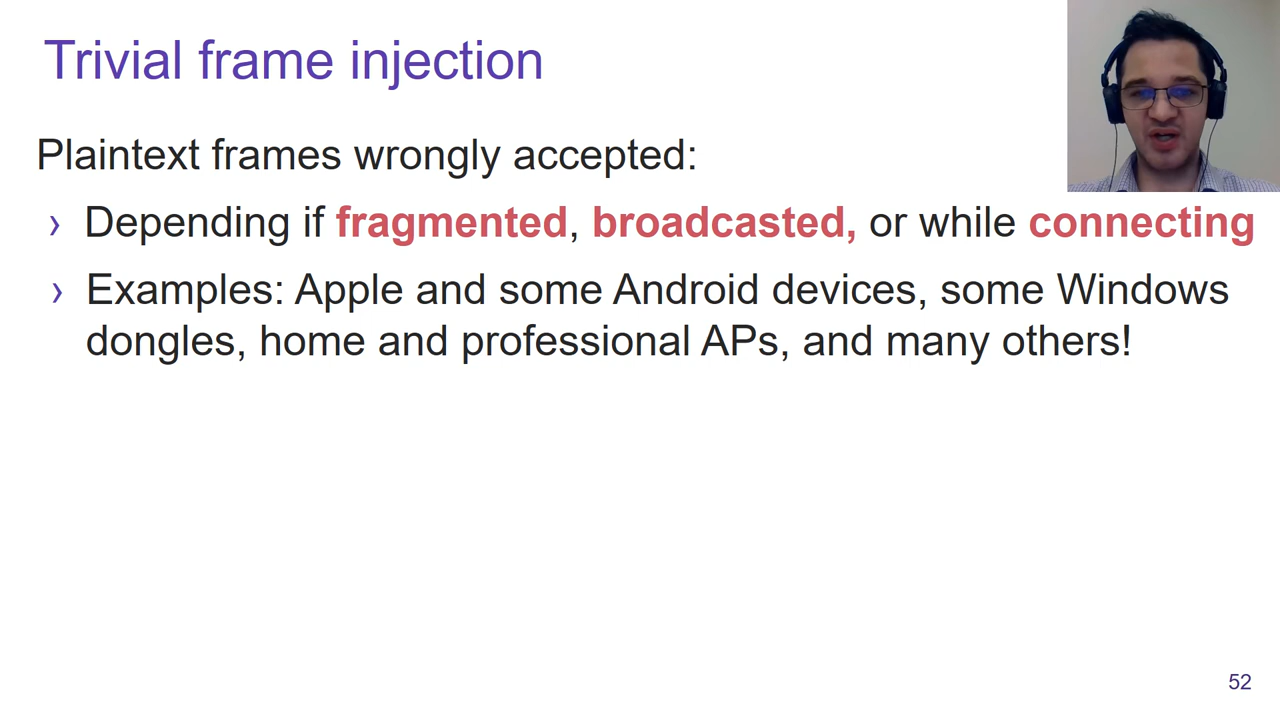 Trivial frame injection
Plaintext frames wrongly accepted:
› Depending if fragmented, broadcasted, or while connecting
› Examples: Apple and some Android devices, some Windows
dongles, home and professional APs, and many others!
52